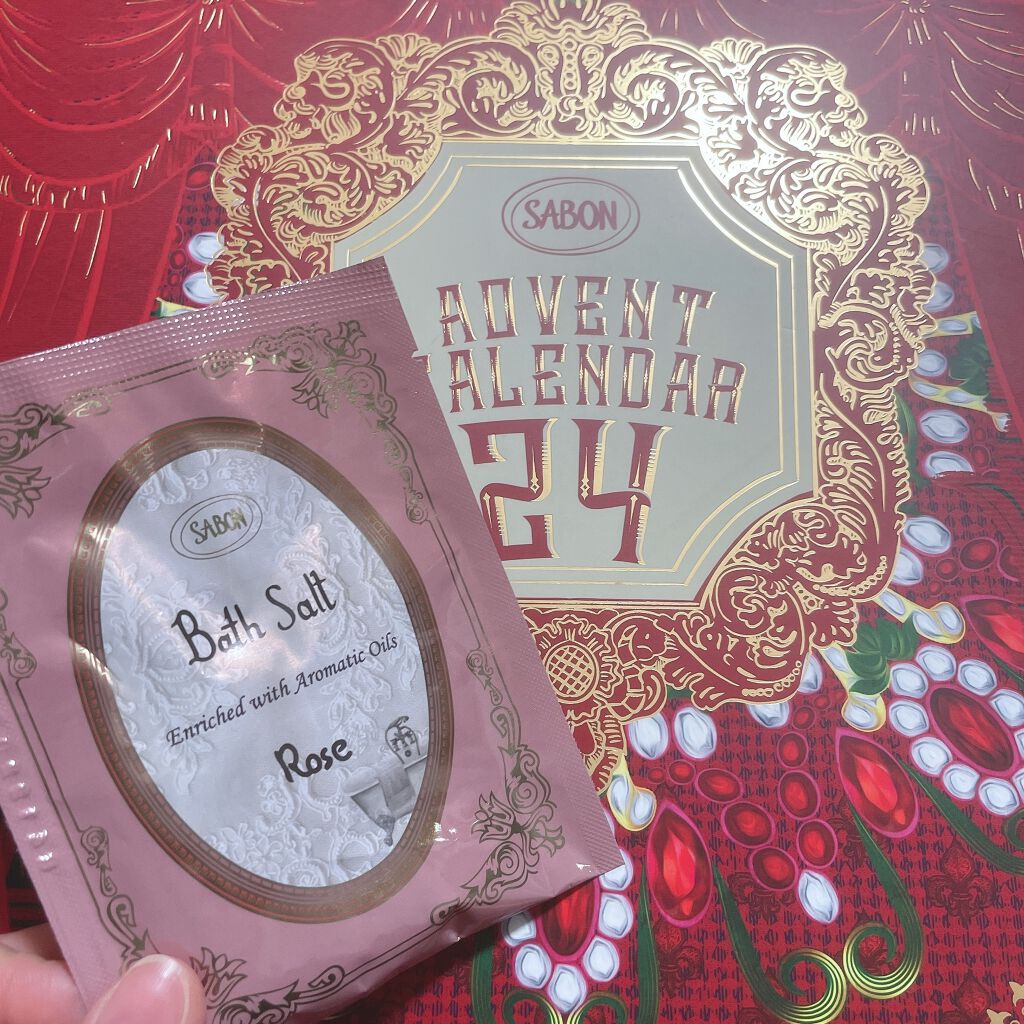 SABON
ADVENT
CALENDAR
24
SABON
Bath Salt
Enriched with Aromatic Oils
Rose